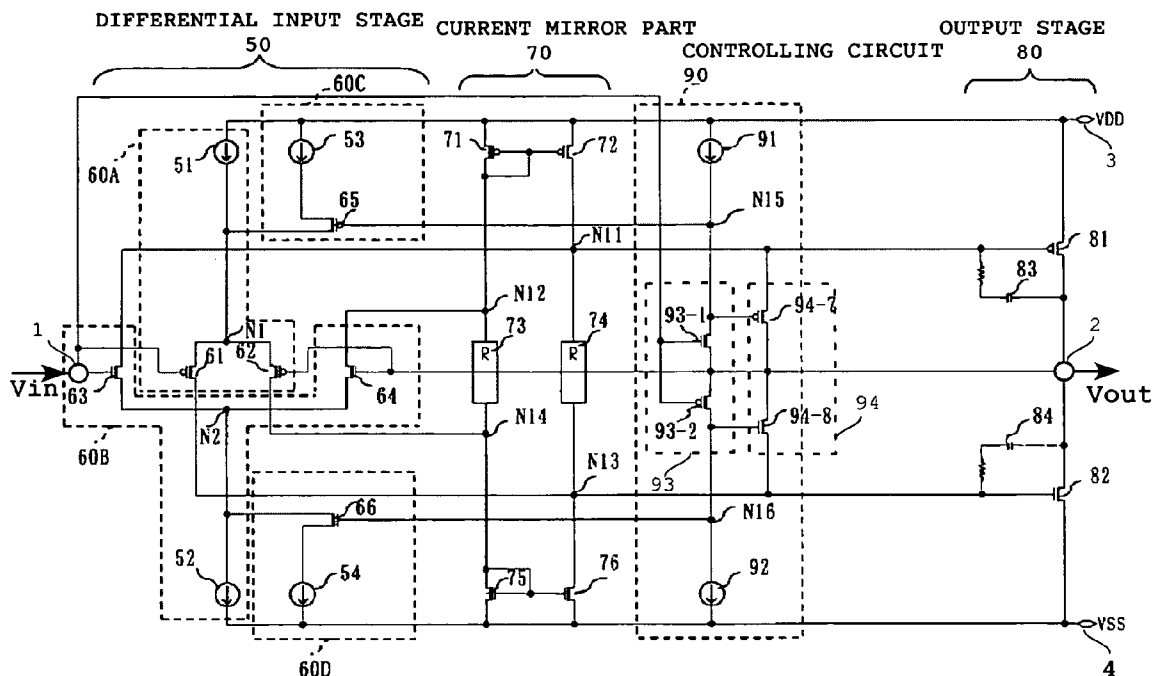 DIFFERENTIAL INPUT STAGE
50
CURRENT MIRROR PART
70
CONTROLLING CIRCUIT
90
OUTPUT STAGE
80
60C
VDD
3
51
53
71
72
91
60A
65
N15
N11
81
83
N12
93-1
94-7
1
N1
73
74
2
R
R
Vin
61
62
63
64
Vout
N2
N14
93-2
94-8
94
84
60B
N13
93
82
66
N16
52
54
75
76
92
VSS
60D
4